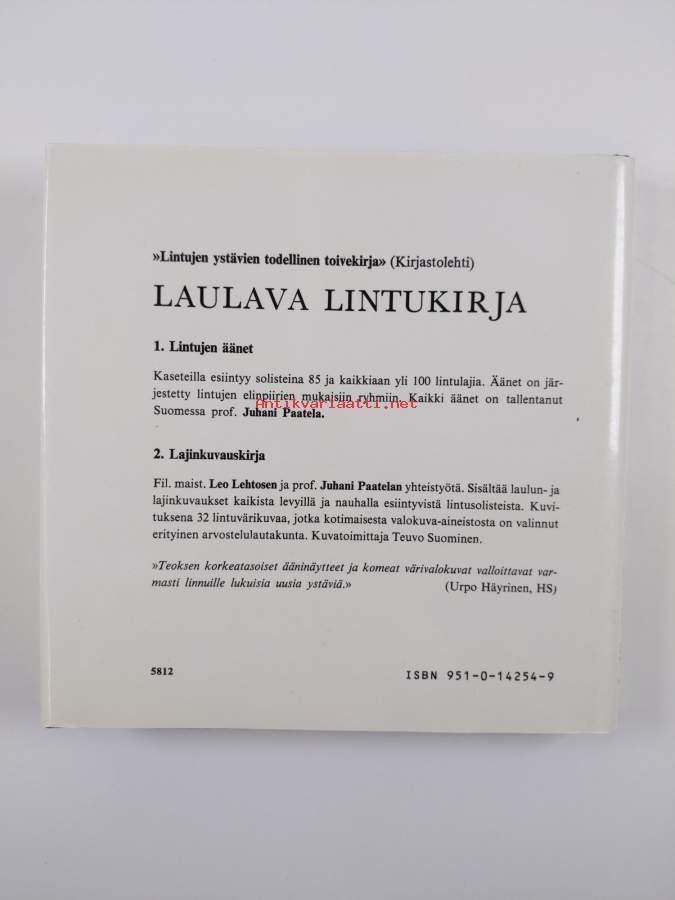 »Lintujen ystävien todellinen toivekirja» (Kirjastolehti)
LAULAVA LINTUKIRJA
1. Lintujen äänet
Kaseteilla esiintyy solisteina 85 ja kaikkiaan yli 100 lintulajia. Äänet on jär-
jestetty lintujen elinpiirien mukaisiin ryhmiin. Kaikki äänet on tallentanut
Antikvariaatti.net
Suomessa prof. Juhani Paatela.
2. Lajinkuvauskirja
Fil. maist. Leo Lehtosen ja prof. Juhani Paatelan yhteistyötä. Sisältää laulun- ja
lajinkuvaukset kaikista levyillä ja nauhalla esiintyvistä lintusolisteista. Kuvi-
tuksena 32 lintuvärikuvaa, jotka kotimaisesta valokuva-aineistosta on valinnut
erityinen arvostelulautakunta. Kuvatoimittaja Teuvo Suominen.
»Teoksen korkeatasoiset ääninäytteet ja komeat värivalokuvat valloittavat var-
masti linnuille lukuisia uusia ystäviä.» (Urpo Häyrinen, HS)
5812 ISBN 951-0-14254-9